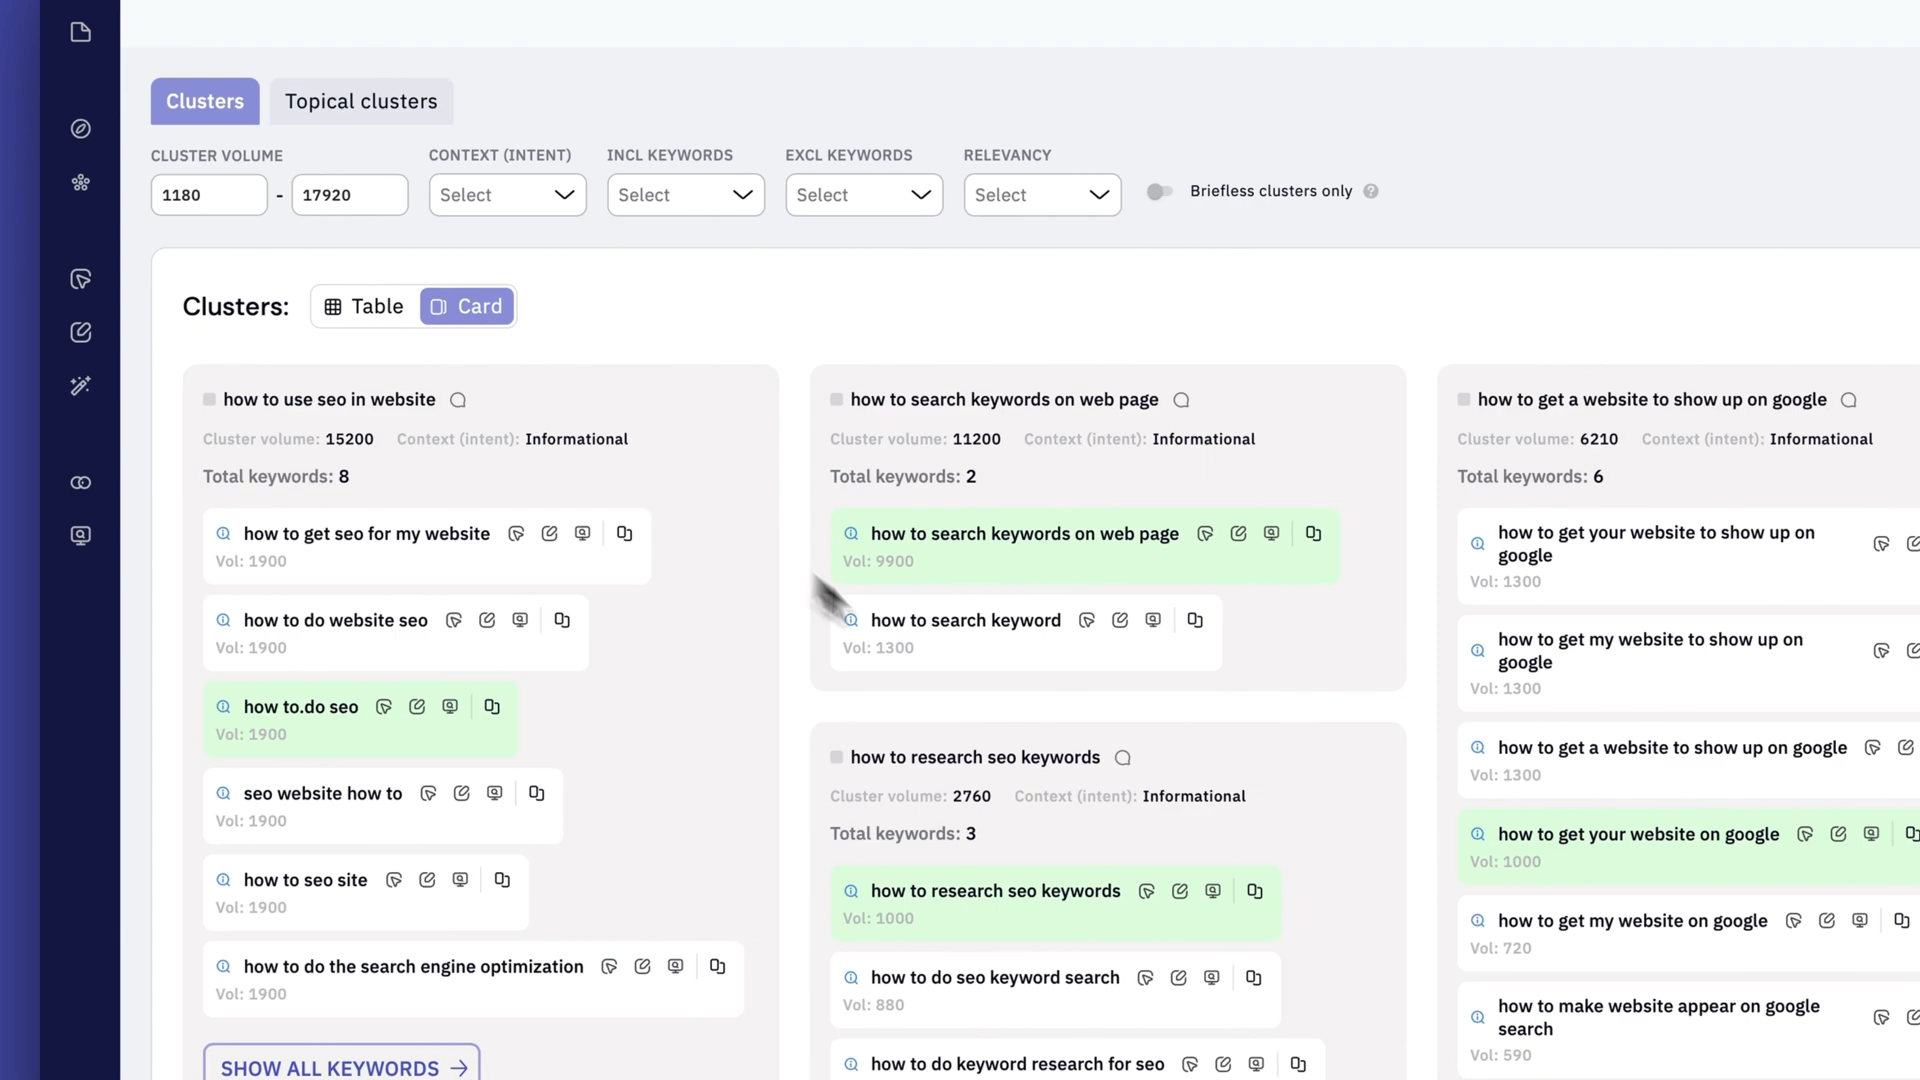 Clusters
Topical clusters
CLUSTER VOLUME
CONTEXT (INTENT)
INCL KEYWORDS
EXCL KEYWORDS
RELEVANCY
1180 - 17920
Select
Select
Select
Select
Briefless clusters only ?
Clusters:
Table
Card
how to use seo in website
Cluster volume: 15200 Context (intent): Informational
Total keywords: 8
how to get seo for my website
Vol: 1900
how to do website seo
Vol: 1900
how to.do seo
Vol: 1900
seo website how to
Vol: 1900
how to seo site
Vol: 1900
how to do the search engine optimization
Vol: 1900
SHOW ALL KEYWORDS
how to search keywords on web page
Cluster volume: 11200 Context (intent): Informational
Total keywords: 2
how to search keywords on web page
Vol: 9900
how to search keyword
Vol: 1300
how to research seo keywords
Cluster volume: 2760 Context (intent): Informational
Total keywords: 3
how to research seo keywords
Vol: 1000
how to do seo keyword search
Vol: 880
how to do keyword research for seo
how to get a website to show up on google
Cluster volume: 6210 Context (intent): Informational
Total keywords: 6
how to get your website to show up on
google
Vol: 1300
how to get my website to show up on
google
Vol: 1300
how to get a website to show up on google
Vol: 1300
how to get your website on google
Vol: 1000
how to get my website on google
Vol: 720
how to make website appear on google
search
Vol: 590